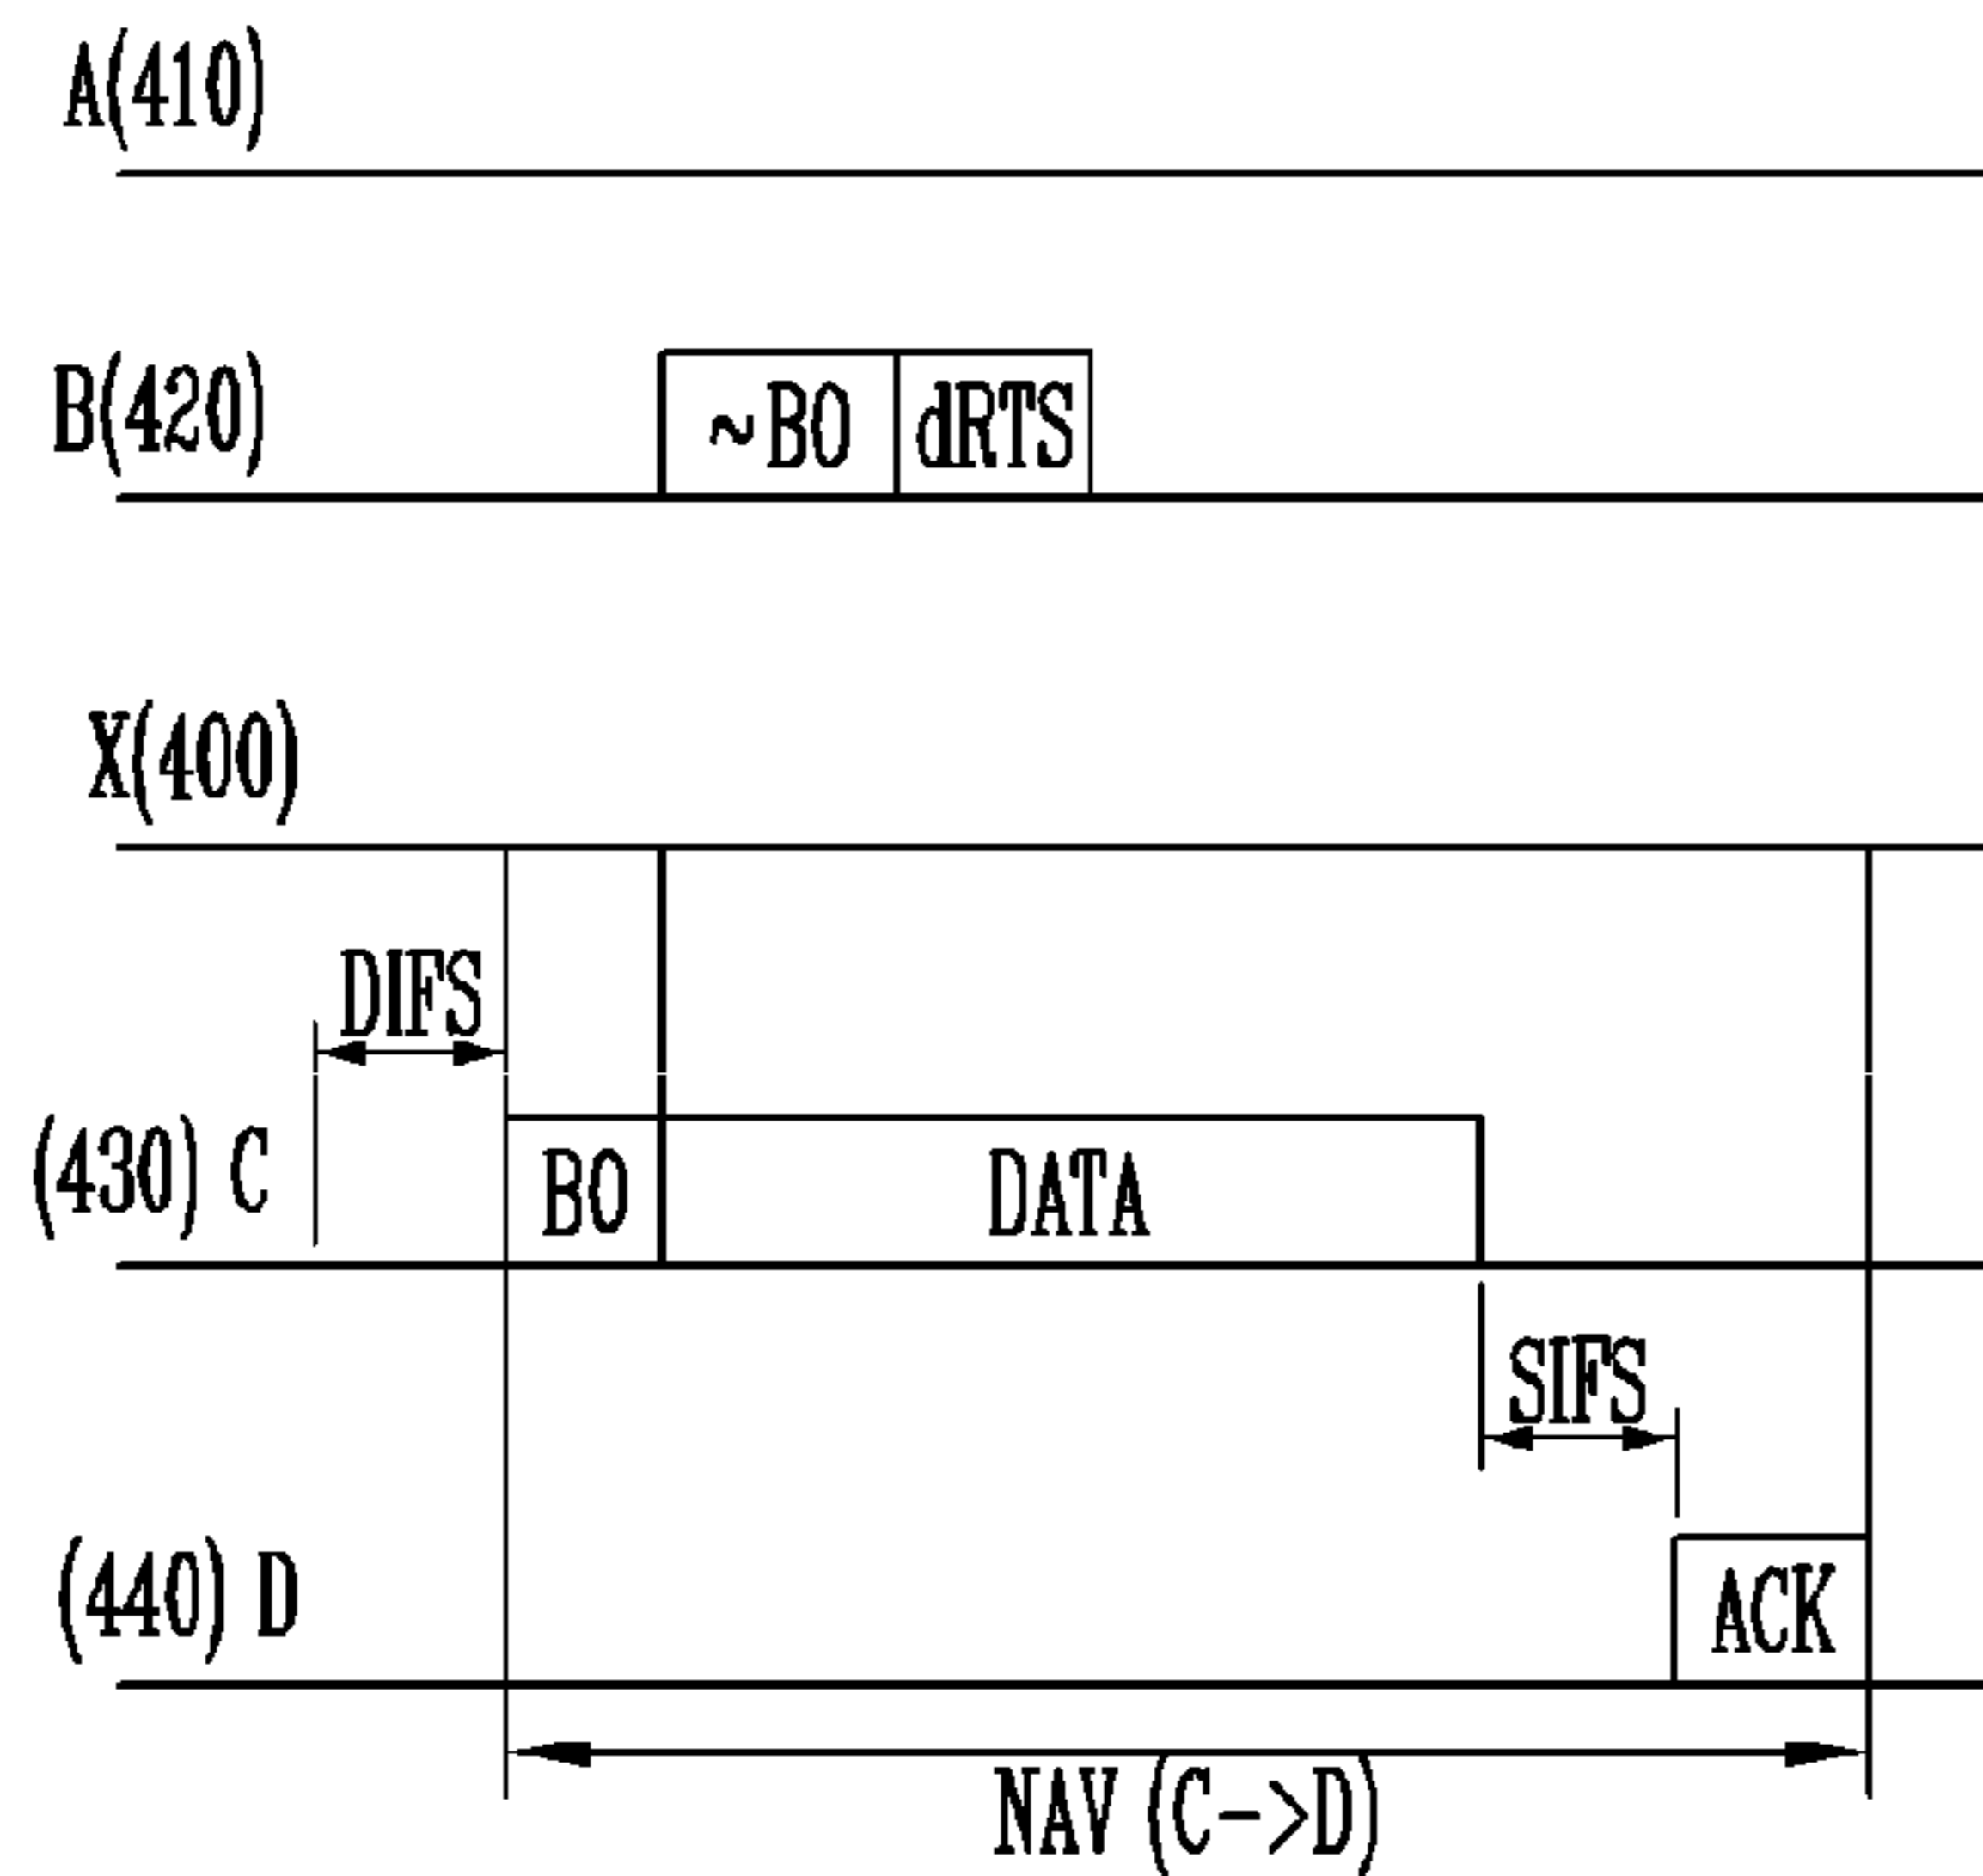 A(410)
B(420)
~BO dRTS
X(400)
DIFS
(430) C
BO DATA
SIFS
(440) D
ACK
NAV (C->D)